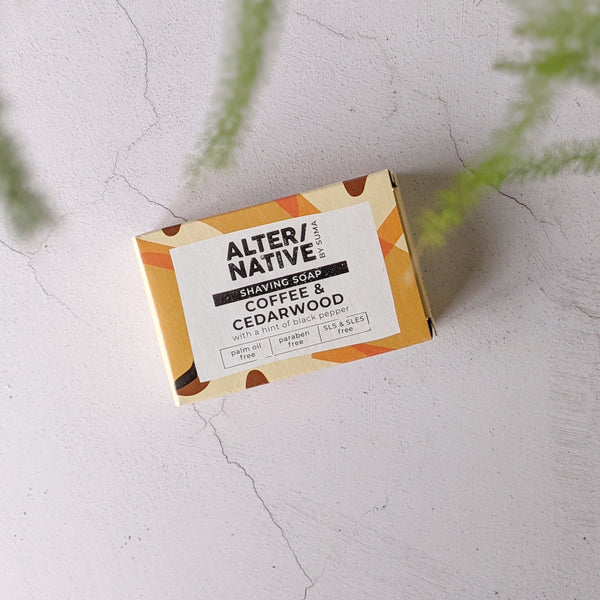 ALTER/
NATIVE
BY SUMA
SHAVING SOAP
COFFEE &
CEDARWOOD
with a hint of black pepper
palm oil
free
paraben
free
SLS & SLES
free